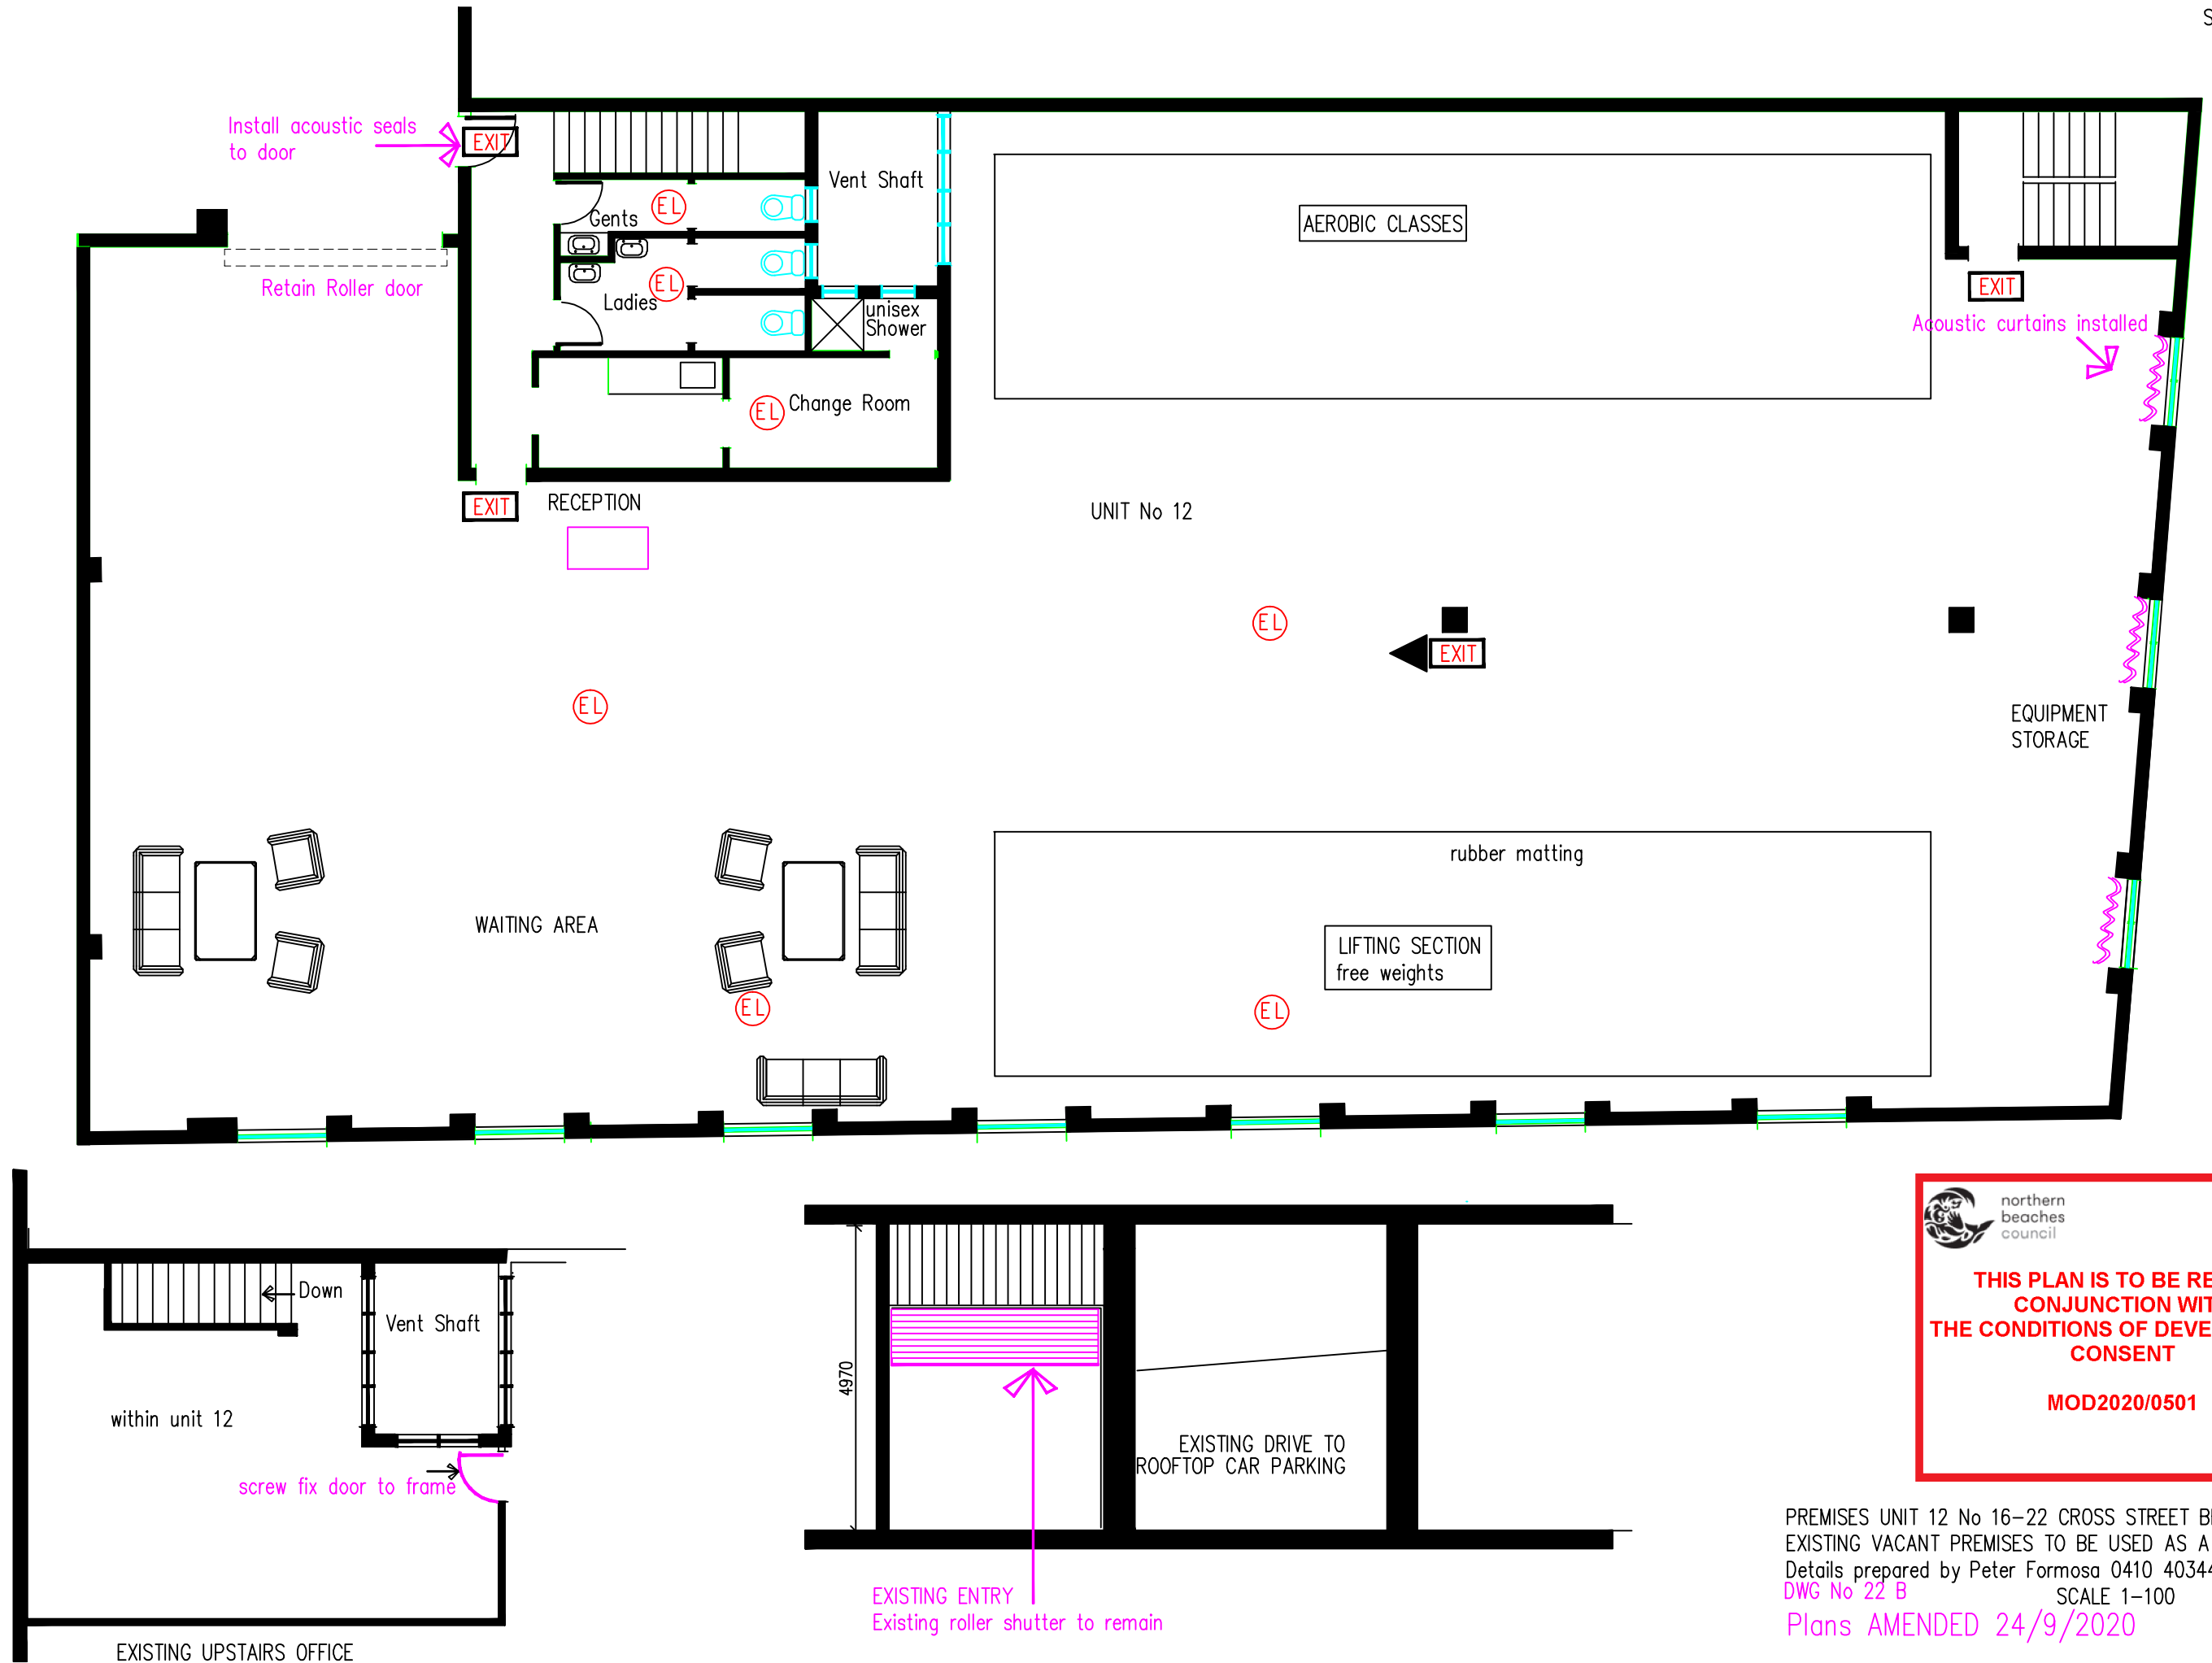 S
Install acoustic seals
to door
EXIT
Vent Shaft
Gents
EL
AEROBIC CLASSES
Retain Roller door
EL
Ladies
unisex
Shower
EXIT
Acoustic curtains installed
EL
Change Room
EXIT
RECEPTION
UNIT No 12
EL
EXIT
EL
EQUIPMENT
STORAGE
rubber matting
WAITING AREA
LIFTING SECTION
free weights
EL
EL
Down
Vent Shaft
within unit 12
screw fix door to frame
EXISTING UPSTAIRS OFFICE
4970
EXISTING DRIVE TO
ROOFTOP CAR PARKING
EXISTING ENTRY
Existing roller shutter to remain
northern
beaches
council
THIS PLAN IS TO BE RE
CONJUNCTION WIT
THE CONDITIONS OF DEVE
CONSENT
MOD2020/0501
PREMISES UNIT 12 No 16-22 CROSS STREET B
EXISTING VACANT PREMISES TO BE USED AS A
Details prepared by Peter Formosa 0410 40344
DWG No 22 B
SCALE 1-100
Plans AMENDED 24/9/2020